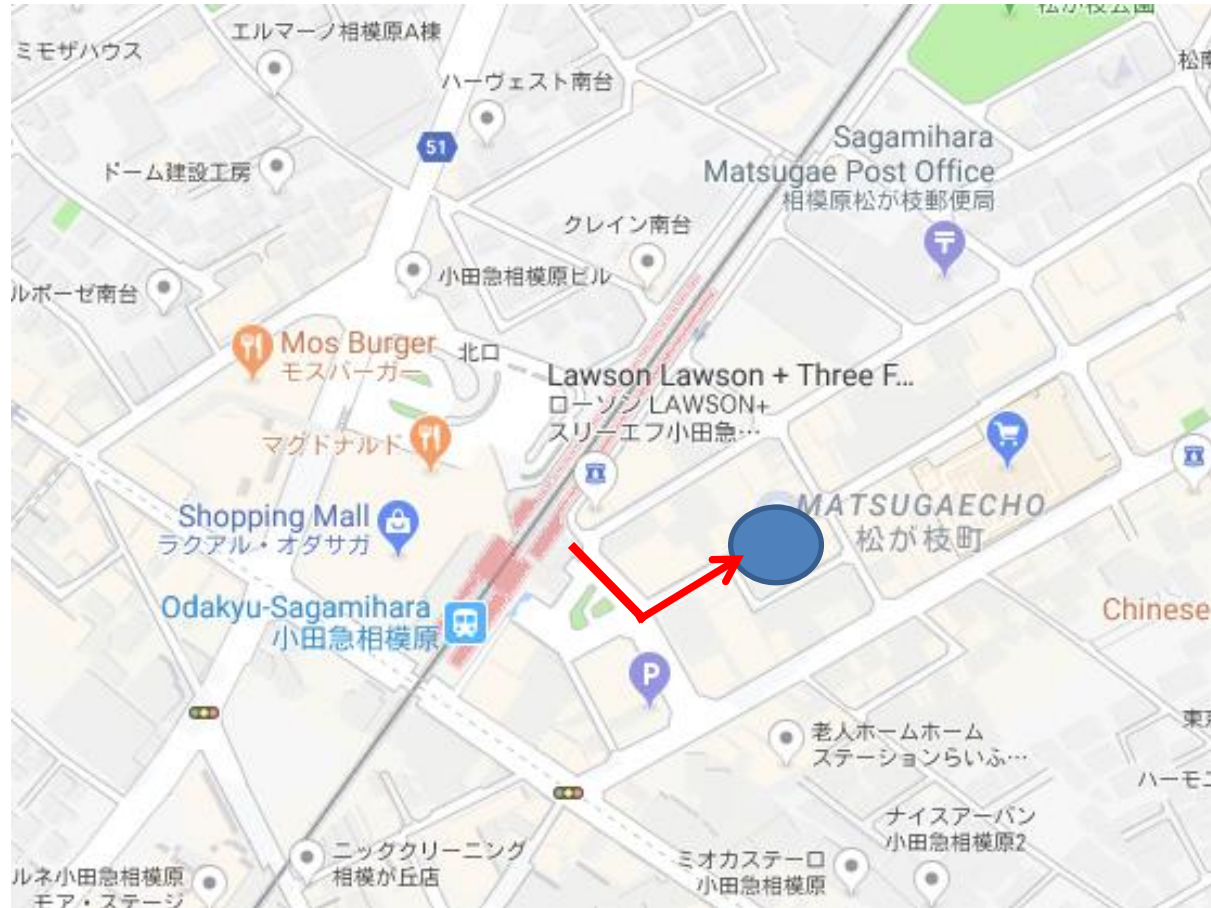 エルマーノ相模原A棟
ミモザハウス
ハーヴェスト南台
51
ドーム建設工房
Sagamihara
Matsugae Post Office
相模原松が枝郵便局
クレイン南台
小田急相模原ビル
ルポーゼ南台
Mos Burger
モスバーガー
北口
Lawson Lawson + Three F...
ローソン LAWSON+
スリーエフ小田急…
マクドナルド
MATSUGAECHO
松が枝町
Shopping Mall
ラクアル・オダサガ
Odakyu-Sagamihara
小田急相模原
Chinese
P
老人ホームホーム
ステーションらいふ…
ハーモニ
ナイスアーバン
小田急相模原2
ニッククリーニング
相模が丘店
ミオカステーロ
小田急相模原
ルネ小田急相模原
モア・ステージ